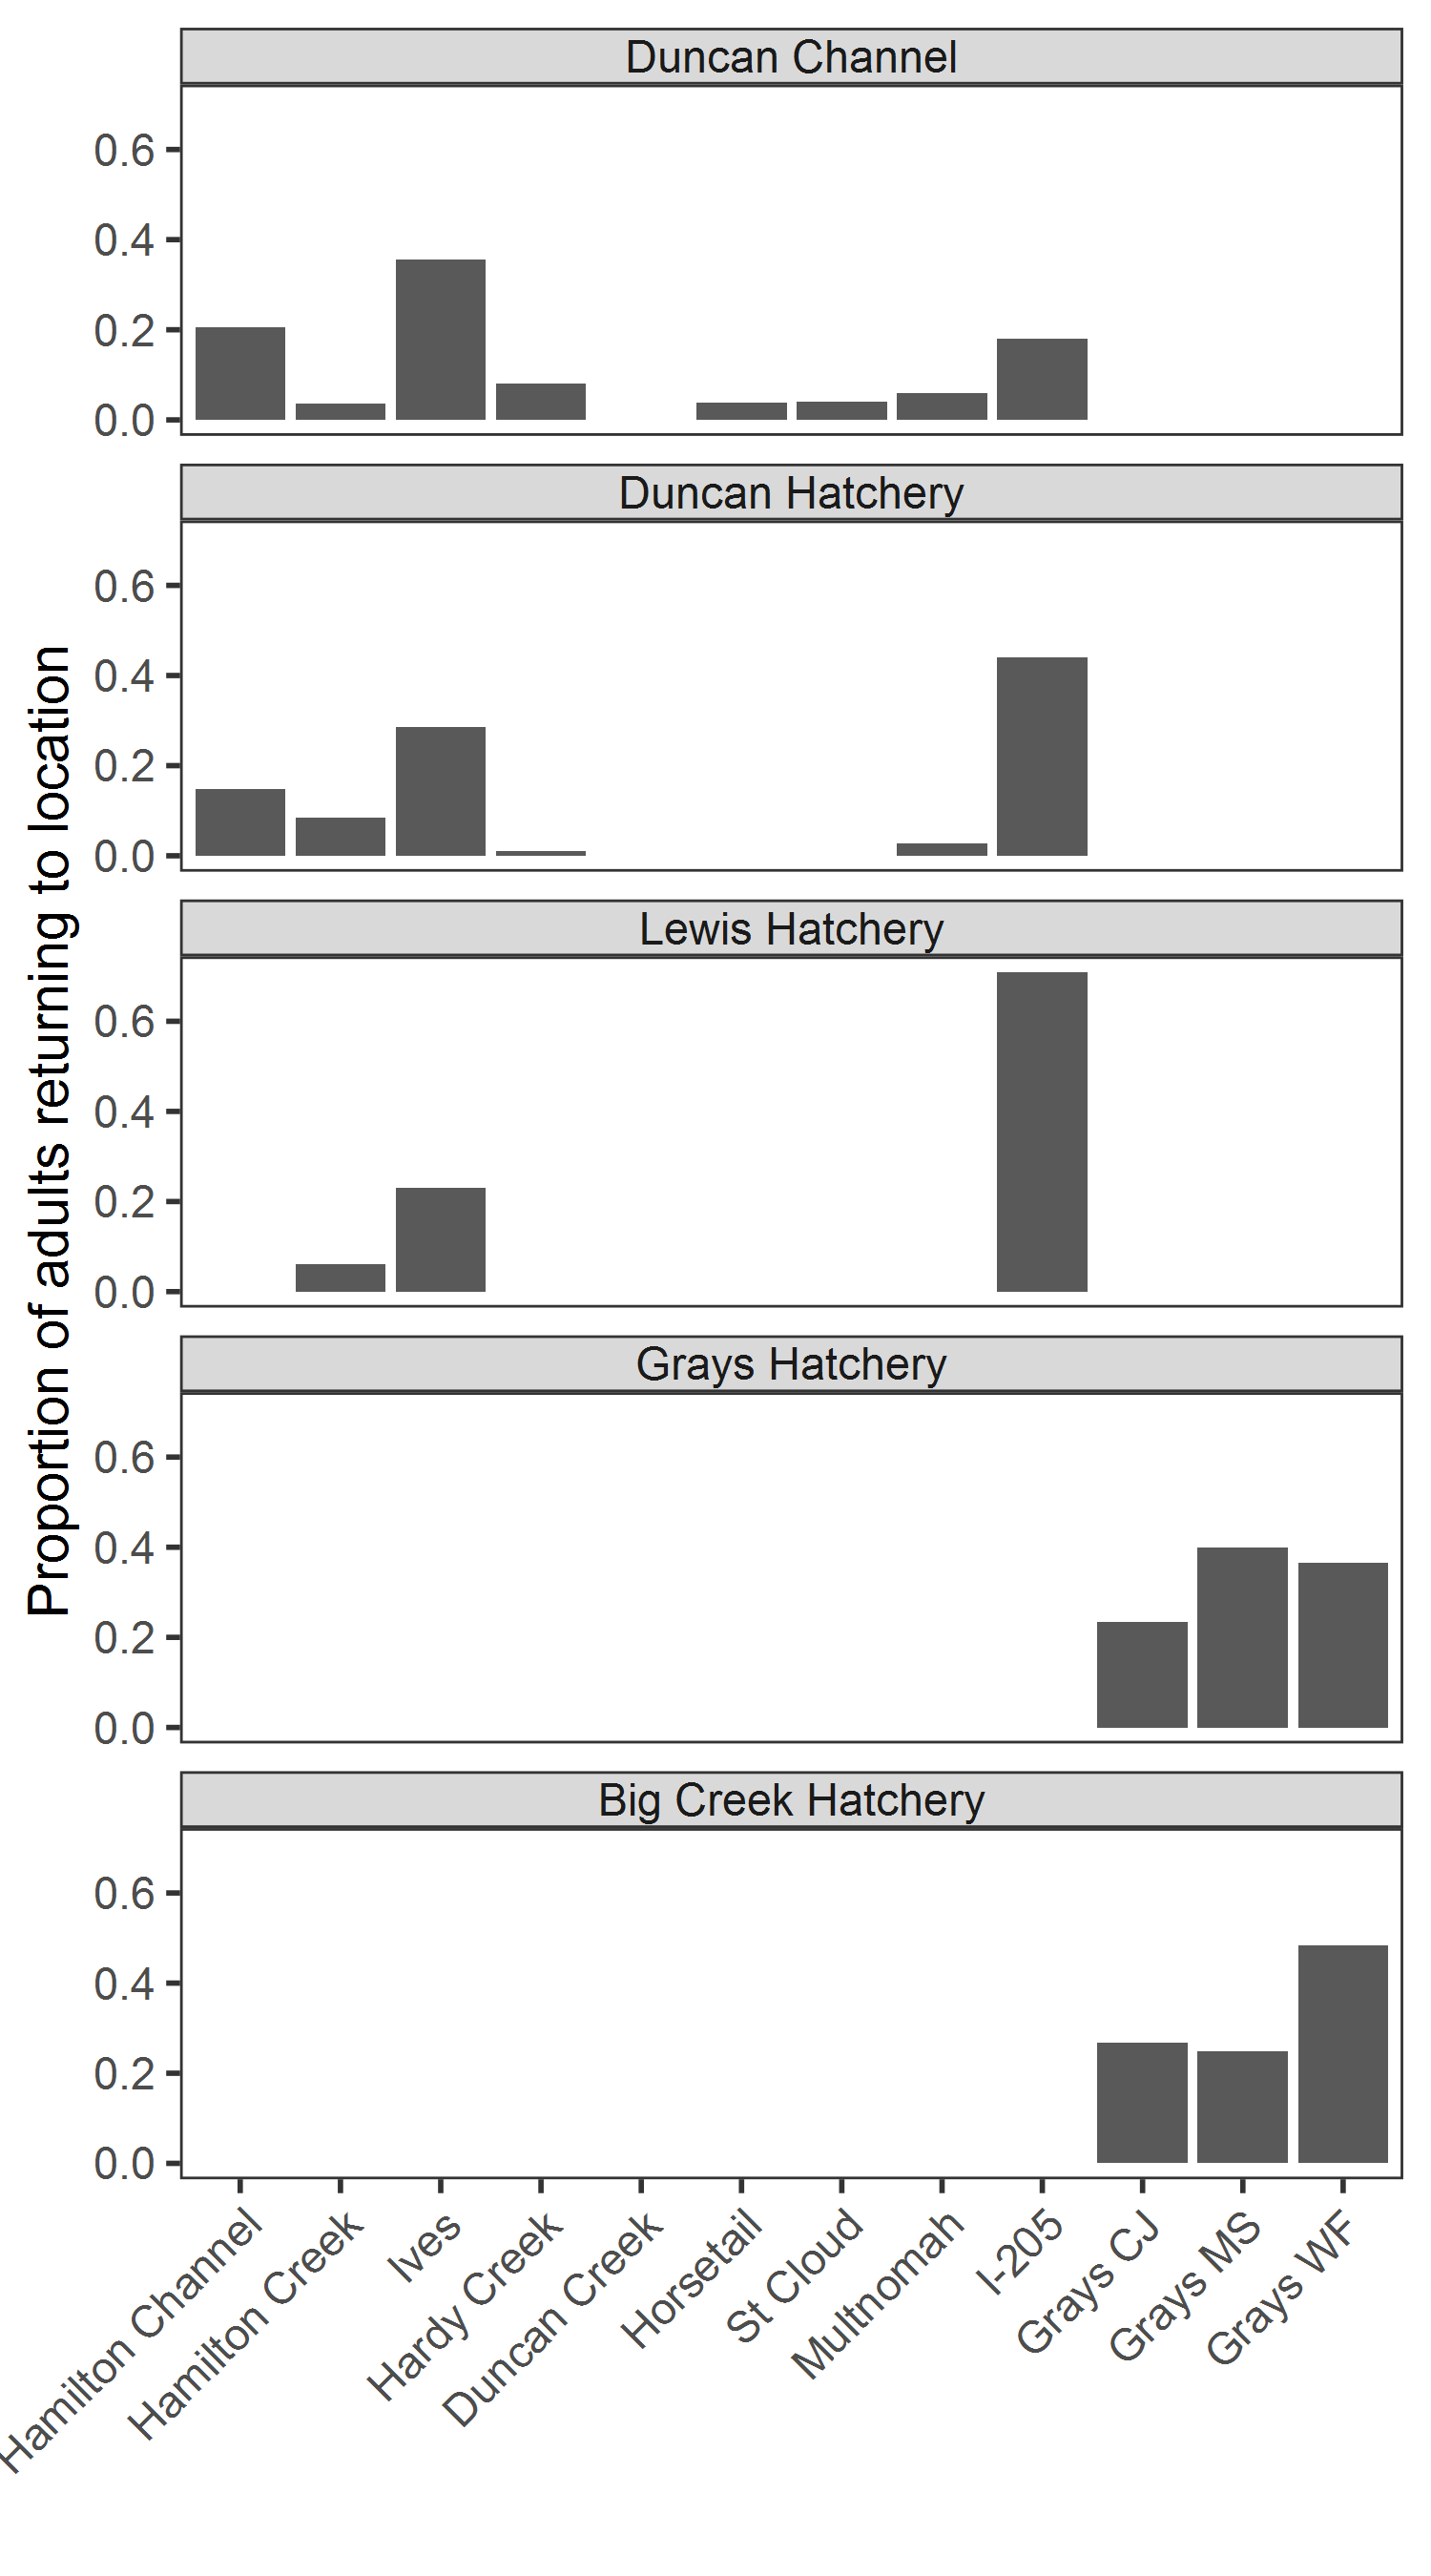 Duncan Channel
0.6
0.4
0.2
0.0
Duncan Hatchery
0.6
0.4
0.2
0.0
Lewis Hatchery
0.6
0.4
0.2
0.0
Grays Hatchery
0.6
0.4
0.2
0.0
Big Creek Hatchery
0.6
0.4
0.2
0.0
Proportion of adults returning to location
Hamilton Channel
Hamilton Creek
Ives
Hardy Creek
Duncan Creek
Horsetail
St Cloud
Multnomah
I-205
Grays CJ
Grays MS
Grays WF